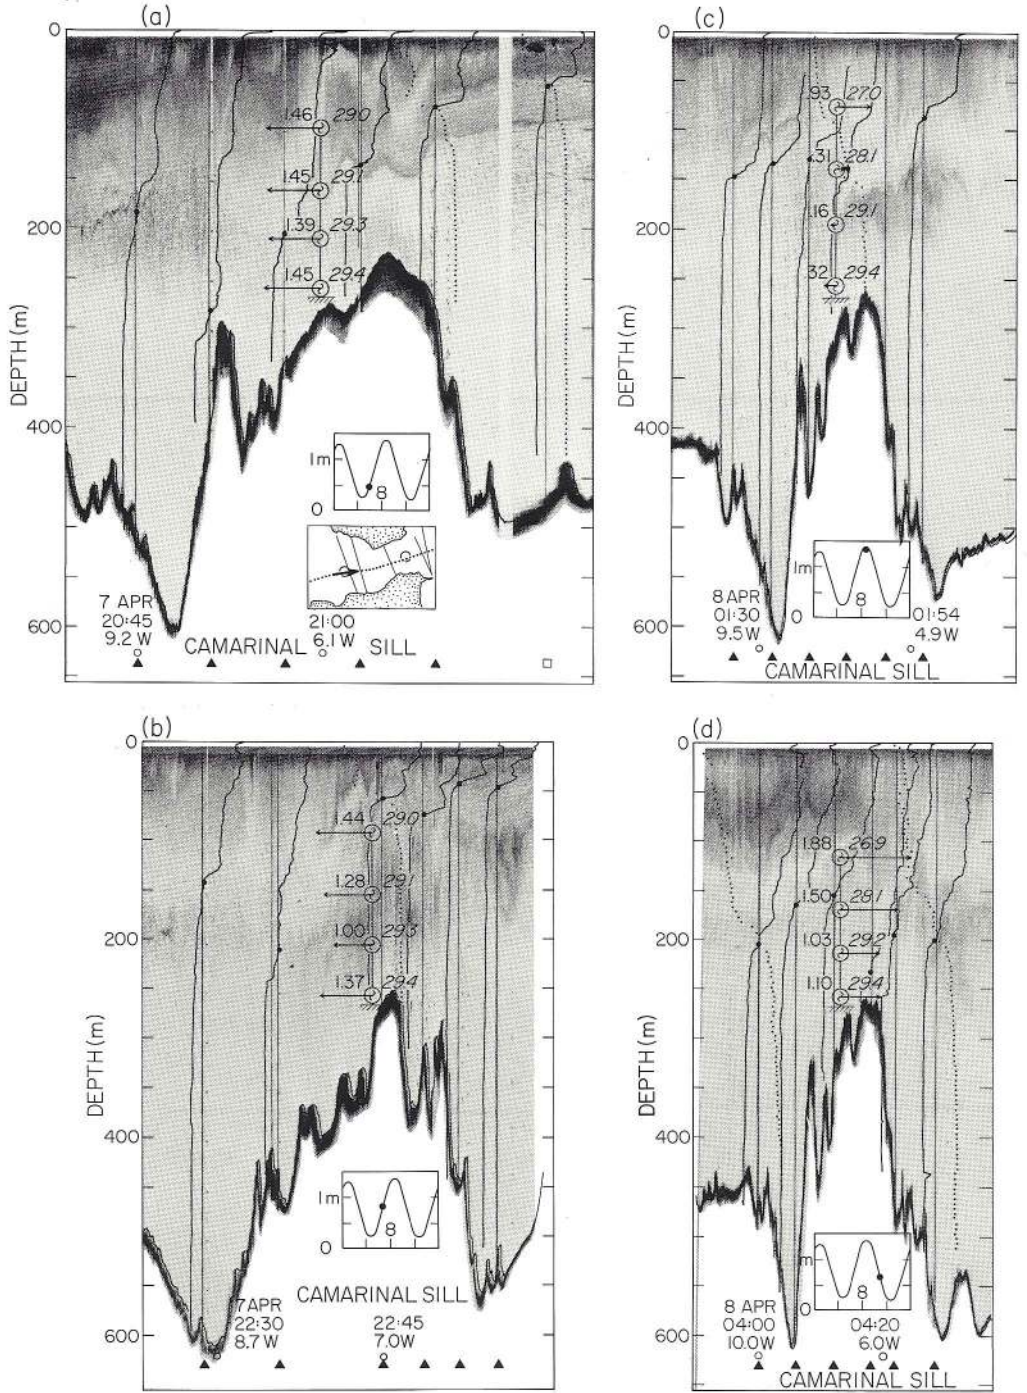 (a)
0
200
400
600
DEPTH (m)
1.46 29.0
1.45 29.1
1.39 29.3
1.45 29.4
1m
0
8
7 APR
20:45
9.2 W
21:00
6.1 W
CAMARINAL SILL
(c)
0
200
400
600
DEPTH (m)
.93 27.0
.31 28.1
.16 29.1
.32 29.4
1m
0
8
8 APR
01:30
9.5 W
01:54
4.9 W
CAMARINAL SILL
(b)
0
200
400
600
DEPTH (m)
1.44 29.0
1.28 29.1
1.00 29.3
1.37 29.4
1m
0
8
CAMARINAL SILL
7 APR
22:30
8.7 W
22:45
7.0 W
(d)
0
200
400
600
DEPTH (m)
1.88 26.9
1.50 28.1
1.03 29.2
1.10 29.4
m
0
8
8 APR
04:00
10.0 W
04:20
6.0 W
CAMARINAL SILL